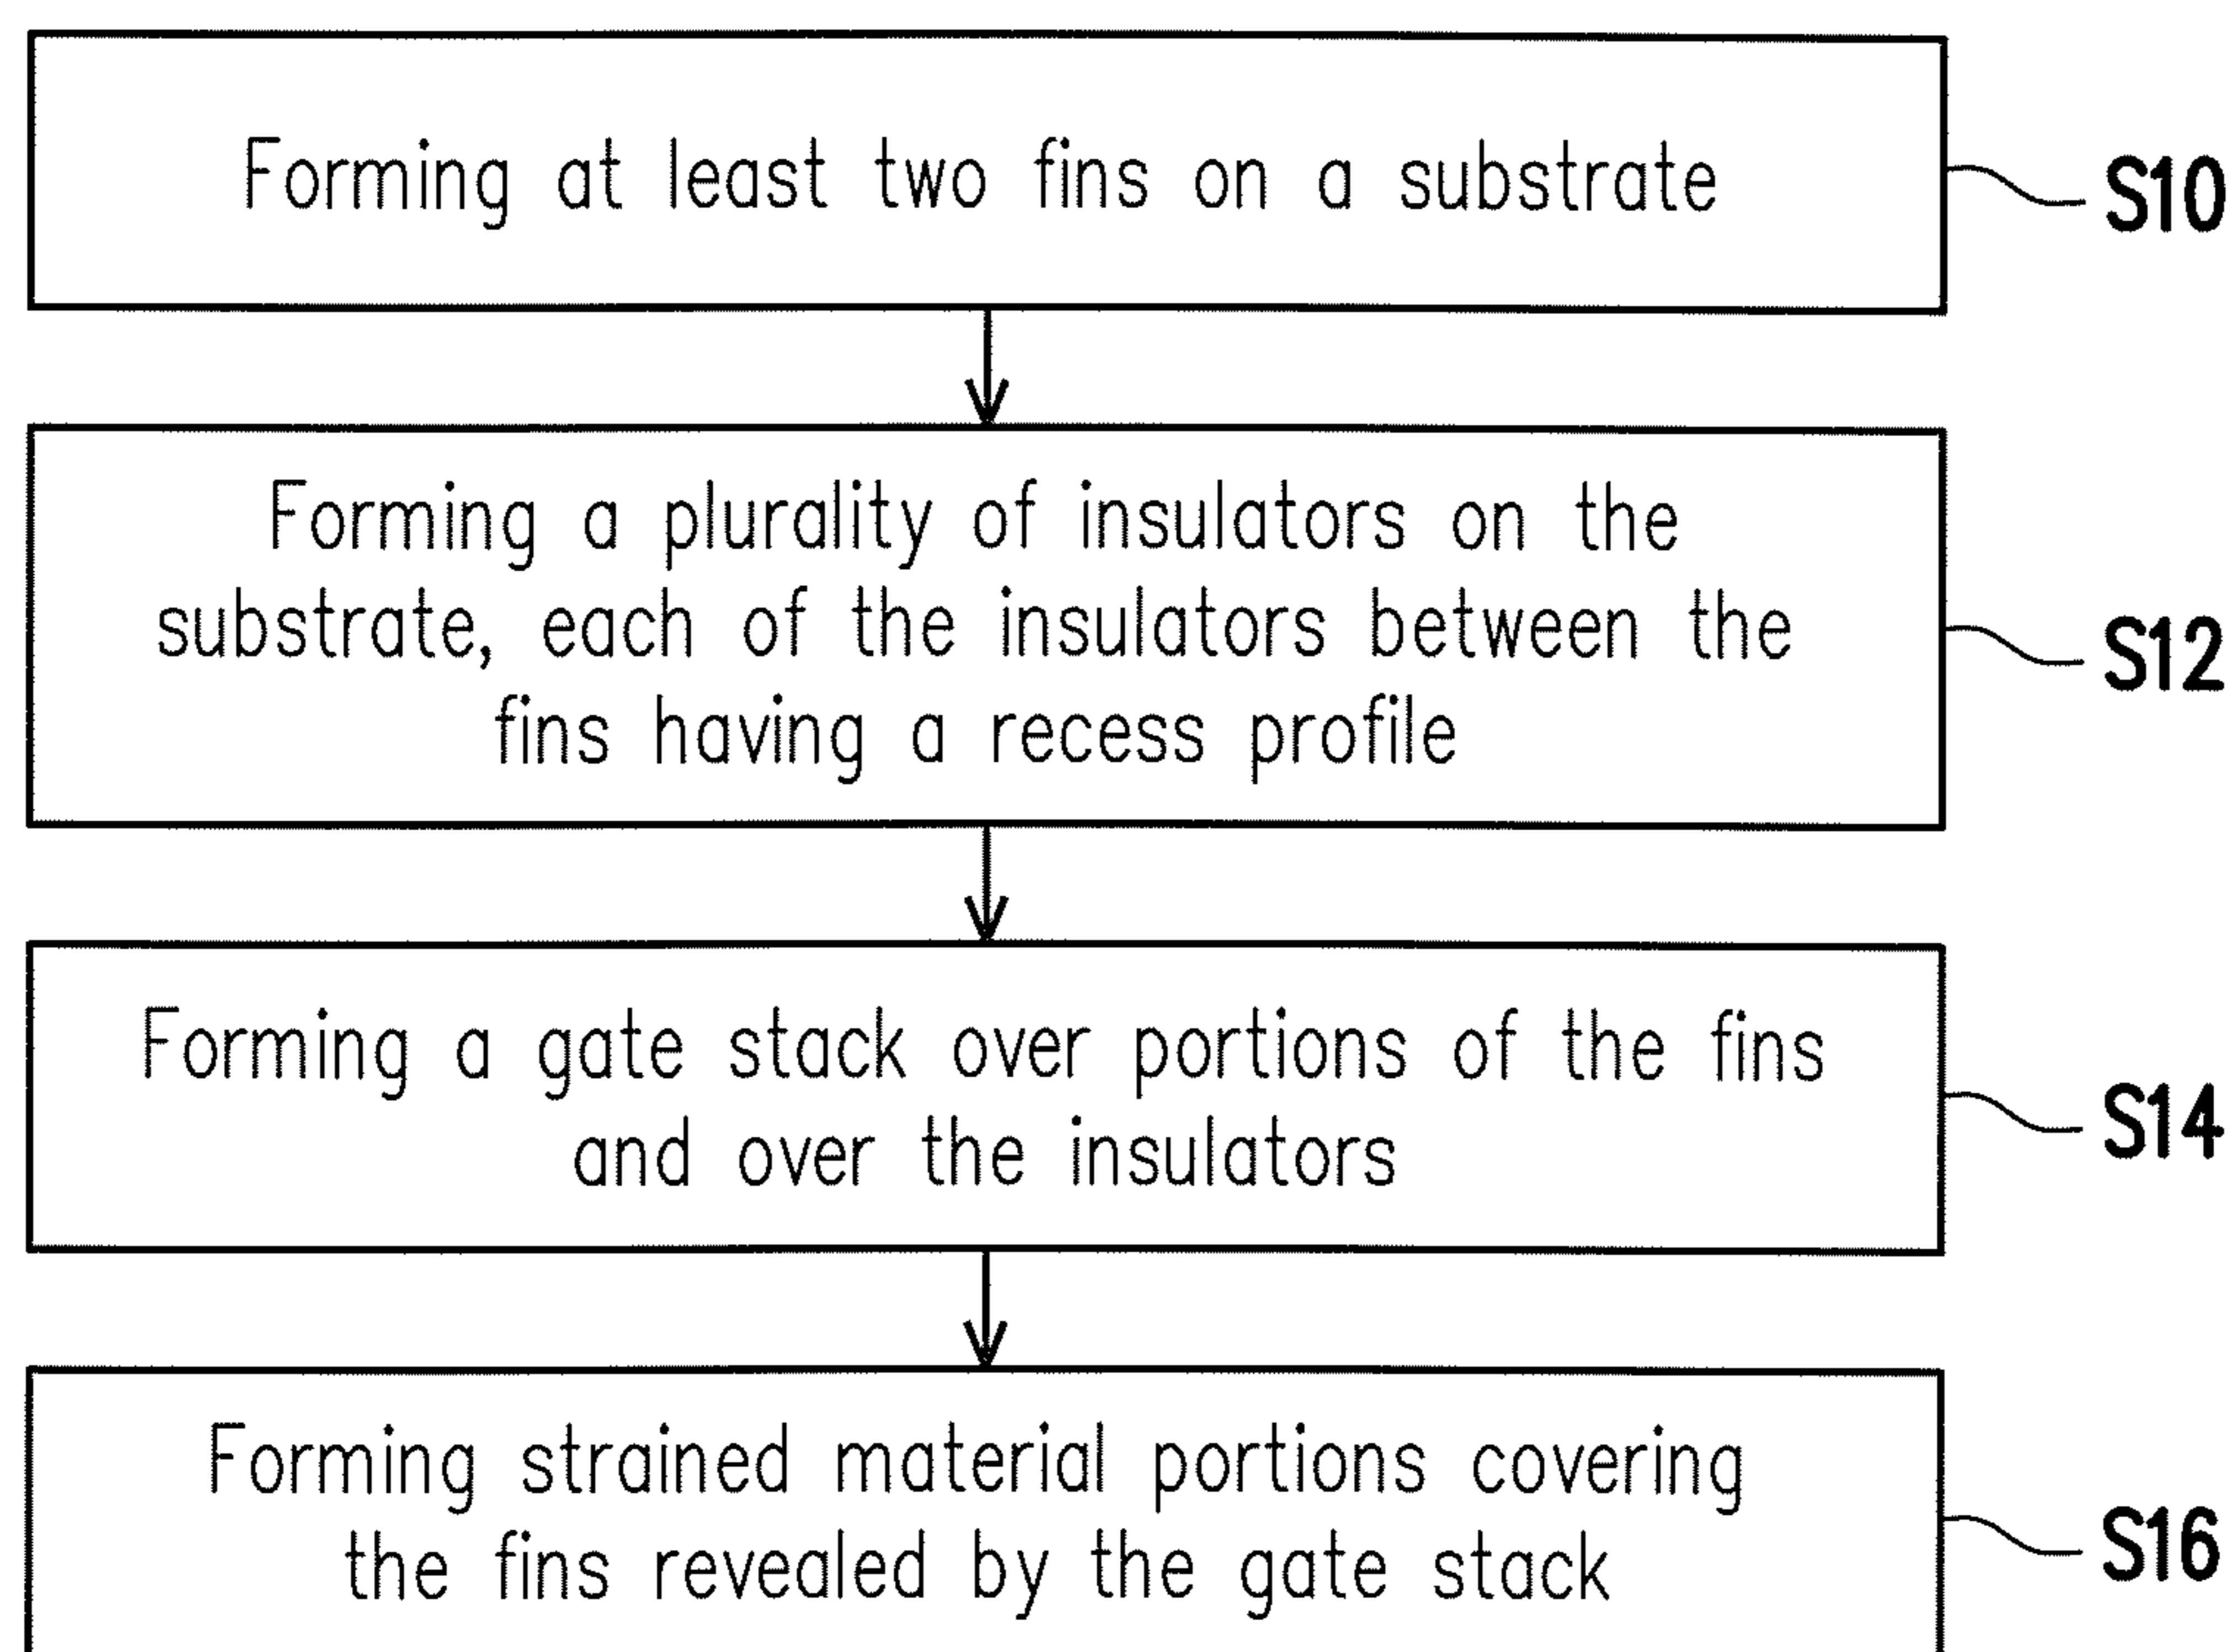 Forming at least two fins on a substrate
S10
Forming a plurality of insulators on the
substrate, each of the insulators between the
fins having a recess profile
S12
Forming a gate stack over portions of the fins
and over the insulators
S14
Forming strained material portions covering
the fins revealed by the gate stack
S16